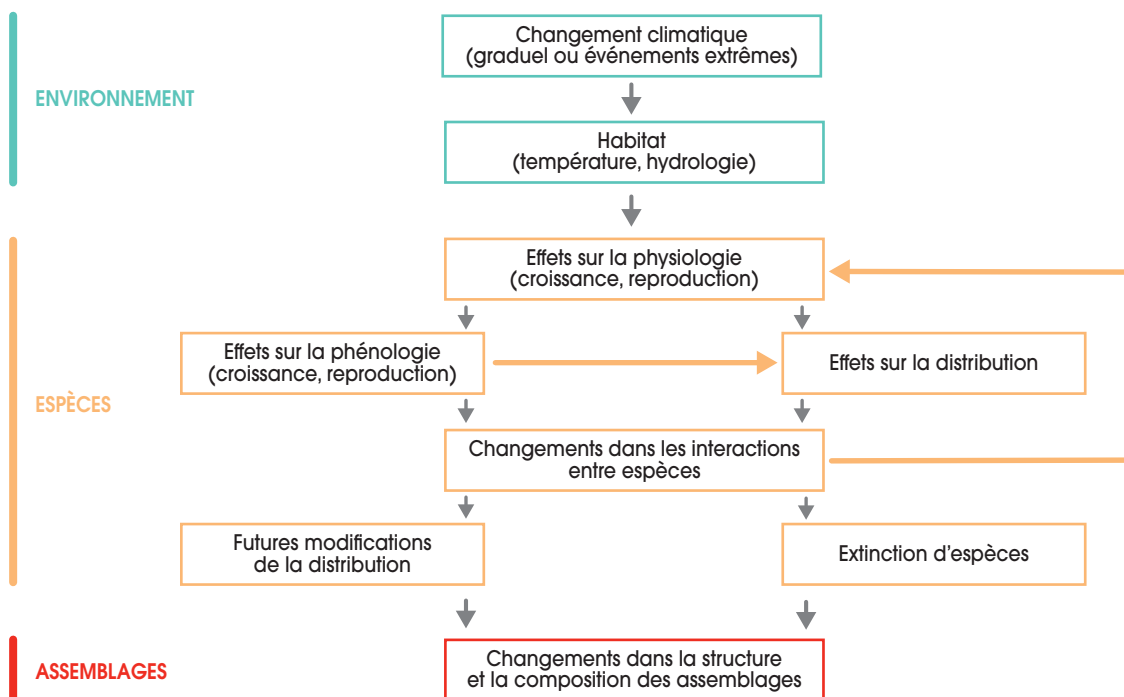 Changement climatique
(graduel ou événements extrêmes)
ENVIRONNEMENT
Habitat
(température, hydrologie)
Effets sur la physiologie
(croissance, reproduction)
Effets sur la phénologie
(croissance, reproduction)
Effets sur la distribution
ESPÈCES
Changements dans les interactions
entre espèces
Futures modifications
de la distribution
Extinction d'espèces
ASSEMBLAGES
Changements dans la structure
et la composition des assemblages